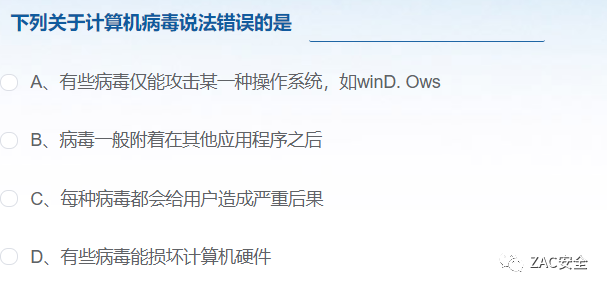 下列关于计算机病毒说法错误的是
A、有些病毒仅能攻击某一种操作系统，如winD. Ows
B、病毒一般附着在其他应用程序之后
C、每种病毒都会给用户造成严重后果
D、有些病毒能损坏计算机硬件
ZAC安全